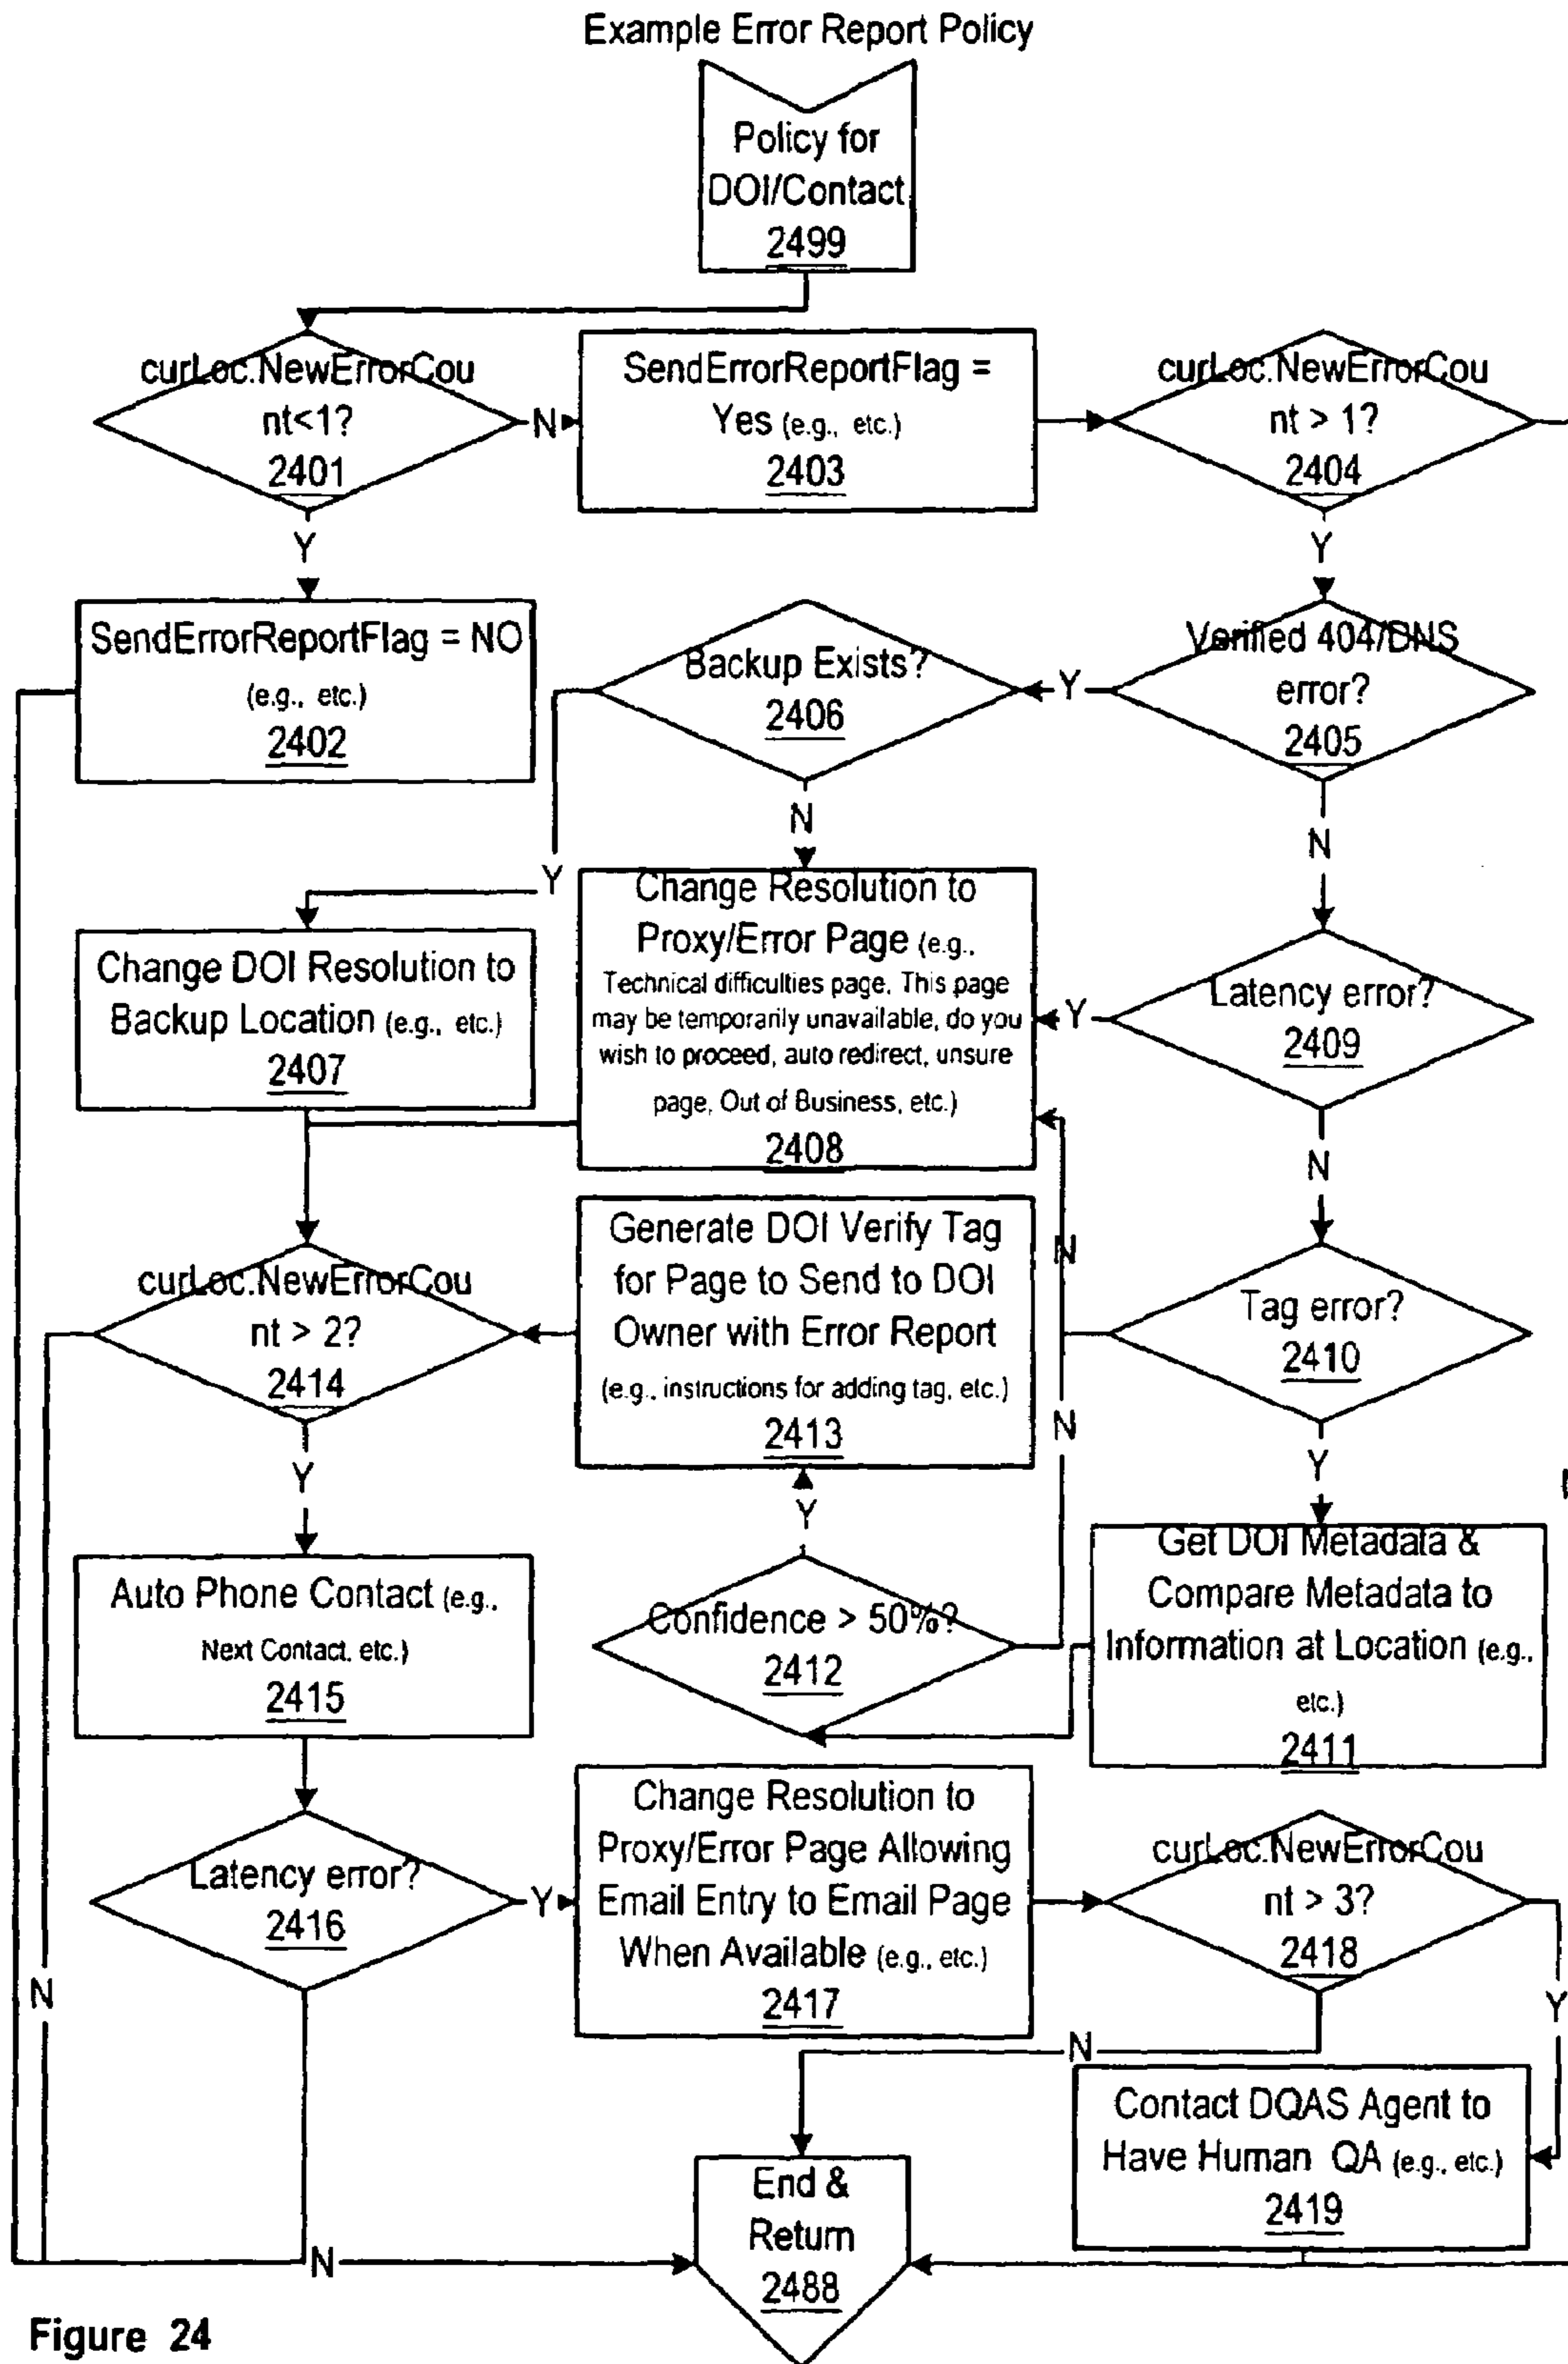 Example Error Report Policy
Policy for
DOI/Contact
2499
curLoc.NewErrorCou
nt<1?
2401
N
SendErrorReportFlag =
Yes (e.g., etc.)
2403
curLoc.NewErrorCou
nt > 1?
2404
Y
Y
SendErrorReportFlag = NO
(e.g., etc.)
2402
Backup Exists?
2406
Y
Verified 404/DNS
error?
2405
N
N
Y
Change DOI Resolution to
Backup Location (e.g., etc.)
2407
Change Resolution to
Proxy/Error Page (e.g.,
Technical difficulties page, This page
may be temporarily unavailable, do you
wish to proceed, auto redirect, unsure
page, Out of Business, etc.)
2408
Y
Latency error?
2409
N
curLoc.NewErrorCou
nt > 2?
2414
Generate DOI Verify Tag
for Page to Send to DOI
Owner with Error Report
(e.g., instructions for adding tag, etc.)
2413
N
Tag error?
2410
N
Y
Y
Y
Auto Phone Contact (e.g.,
Next Contact, etc.)
2415
Confidence > 50%?
2412
Get DOI Metadata &
Compare Metadata to
Information at Location (e.g.,
etc.)
2411
Latency error?
2416
Y
Change Resolution to
Proxy/Error Page Allowing
Email Entry to Email Page
When Available (e.g., etc.)
2417
curLoc.NewErrorCou
nt > 3?
2418
N
Y
N
Contact DQAS Agent to
Have Human QA (e.g., etc.)
2419
N
End &
Return
2488
Figure 24